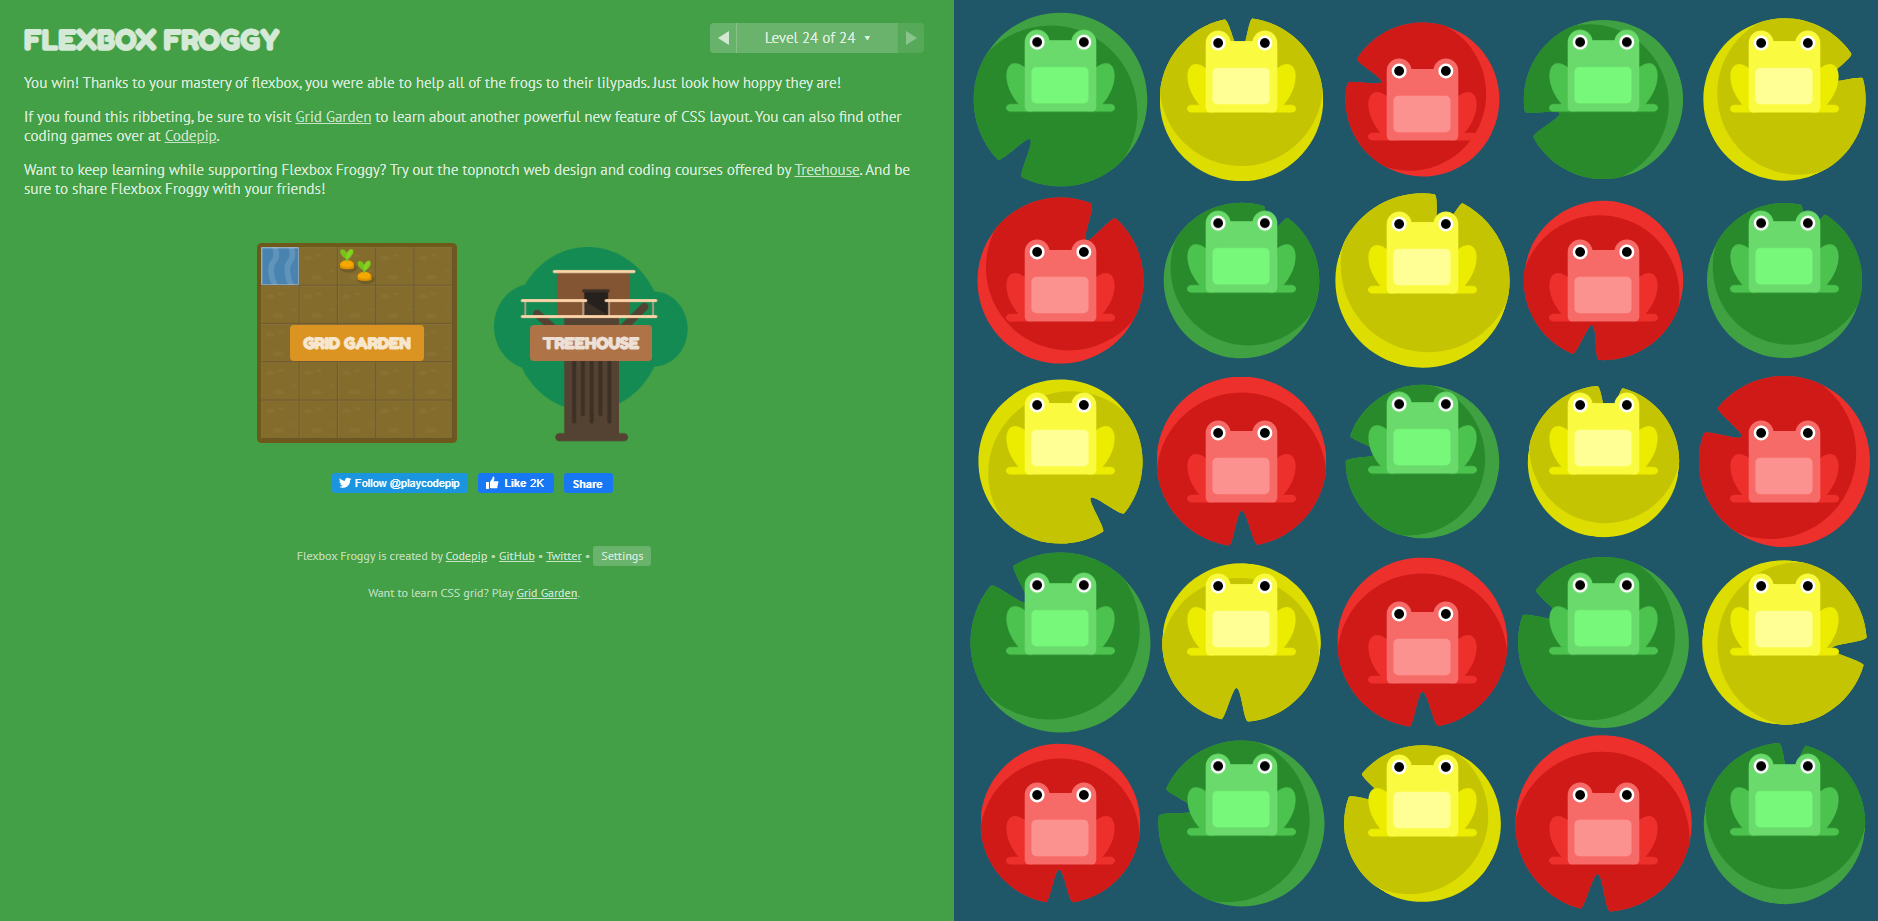 FLEXBOX FROGGY
Level 24 of 24
You win! Thanks to your mastery of flexbox, you were able to help all of the frogs to their lilypads. Just look how hoppy they are!
If you found this ribbeting, be sure to visit Grid Garden to learn about another powerful new feature of CSS layout. You can also find other
coding games over at Codepip.
Want to keep learning while supporting Flexbox Froggy? Try out the topnotch web design and coding courses offered by Treehouse. And be
sure to share Flexbox Froggy with your friends!
GRID GARDEN
TREEHOUSE
Follow @playcodepip
Like 2K
Share
Flexbox Froggy is created by Codepip • GitHub • Twitter • Settings
Want to learn CSS grid? Play Grid Garden.